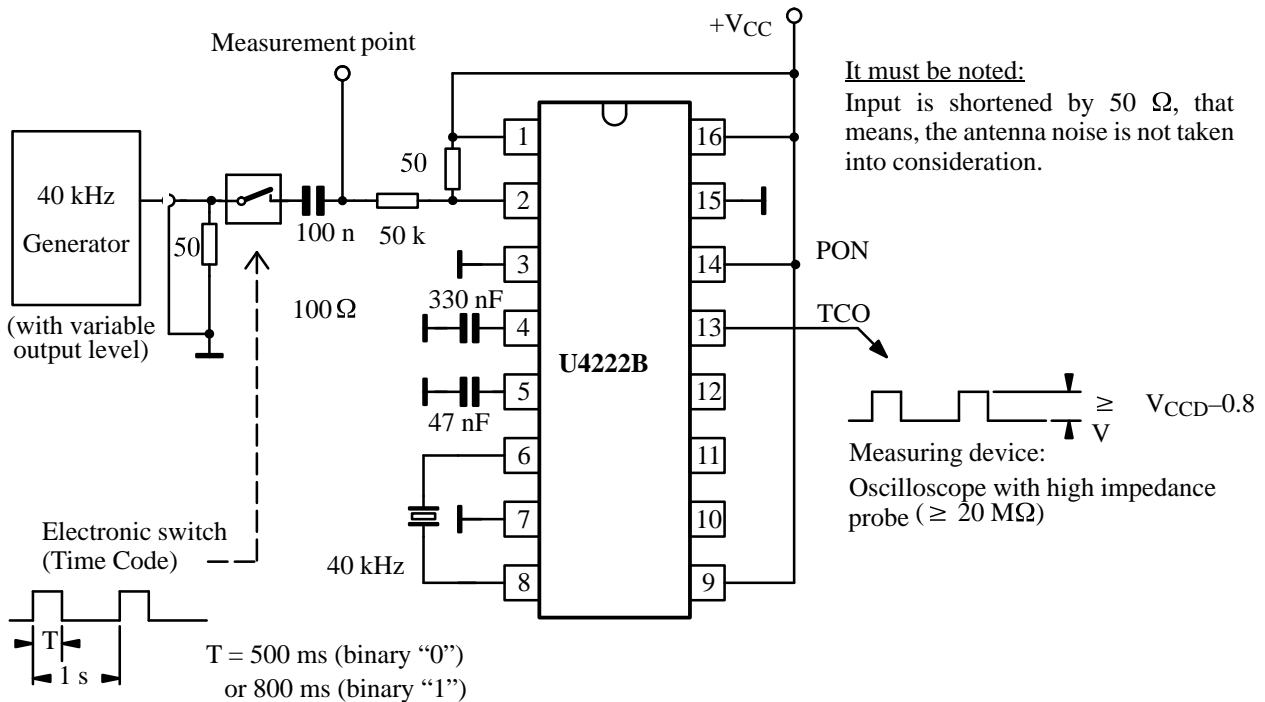 +VCC
Measurement point
It must be noted:
Input is shortened by 50 Ω, that
means, the antenna noise is not taken
into consideration.
40 kHz
Generator
(with variable
output level)
50
100 n
50 k
50
100 Ω
330 nF
47 nF
40 kHz
1
2
3
4
5
6
7
8
U4222B
16
15
14
13
12
11
10
9
PON
TCO
≥ VCCD–0.8
V
Measuring device:
Oscilloscope with high impedance
probe (≥ 20 MΩ)
Electronic switch
(Time Code)
T
1 s
T = 500 ms (binary “0”)
or 800 ms (binary “1”)